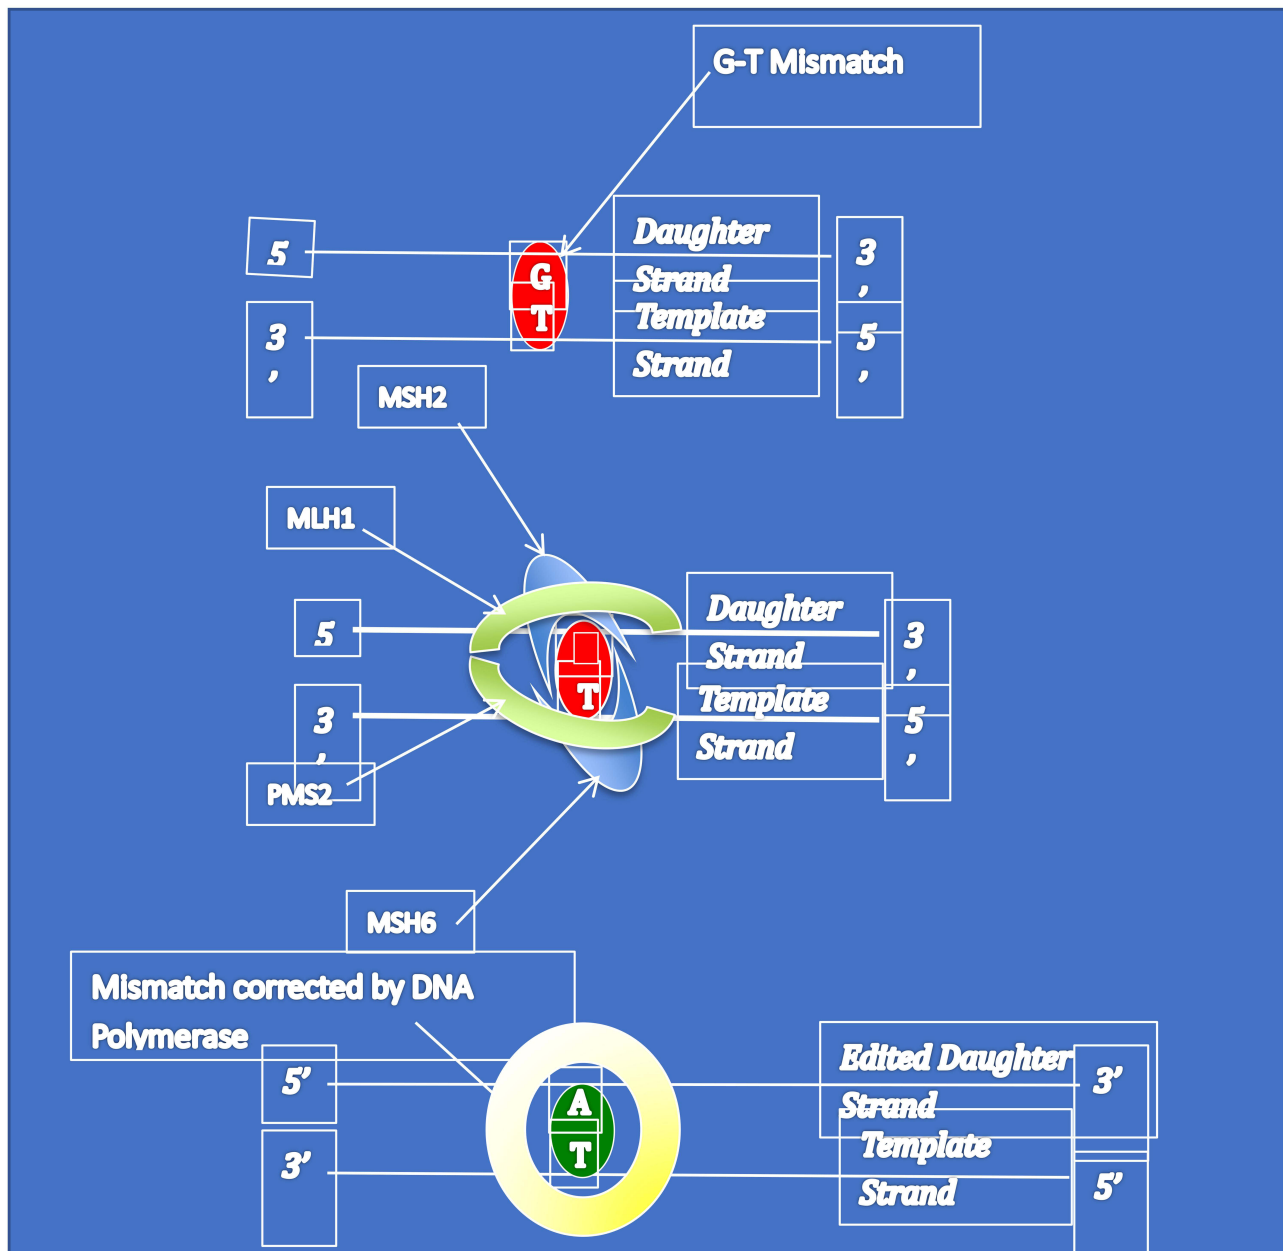 G-T Mismatch
5
G
Daughter
Strand
3
,
3
,
T
Template
Strand
5
,
MSH2
MLH1
5
Daughter
Strand
3
,
3
,
T
Template
Strand
5
,
PMS2
MSH6
Mismatch corrected by DNA
Polymerase
5’
A
Edited Daughter
Strand
3’
3’
T
Template
Strand
5’